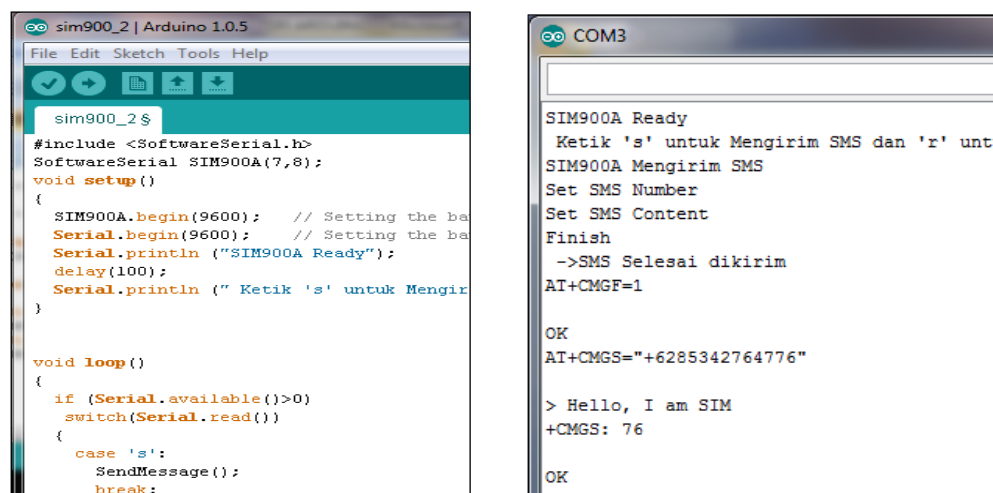 sim900_2 | Arduino 1.0.5
File Edit Sketch Tools Help
sim900_2 §
#include <SoftwareSerial.h>
SoftwareSerial SIM900A(7,8);
void setup()
{
SIM900A.begin(9600); // Setting the
Serial.begin(9600); // Setting the
Serial.println ("SIM900A Ready");
delay(100);
Serial.println (" Ketik 's' untuk
}
void loop()
{
if (Serial.available()>0)
switch(Serial.read())
{
case 's':
SendMessage();
break;
COM3
SIM900A Ready
Ketik 's' untuk Mengirim SMS dan 'r'
SIM900A Mengirim SMS
Set SMS Number
Set SMS Content
Finish
->SMS Selesai dikirim
AT+CMGF=1
OK
AT+CMGS="+6285342764776"
> Hello, I am SIM
+CMGS: 76
OK